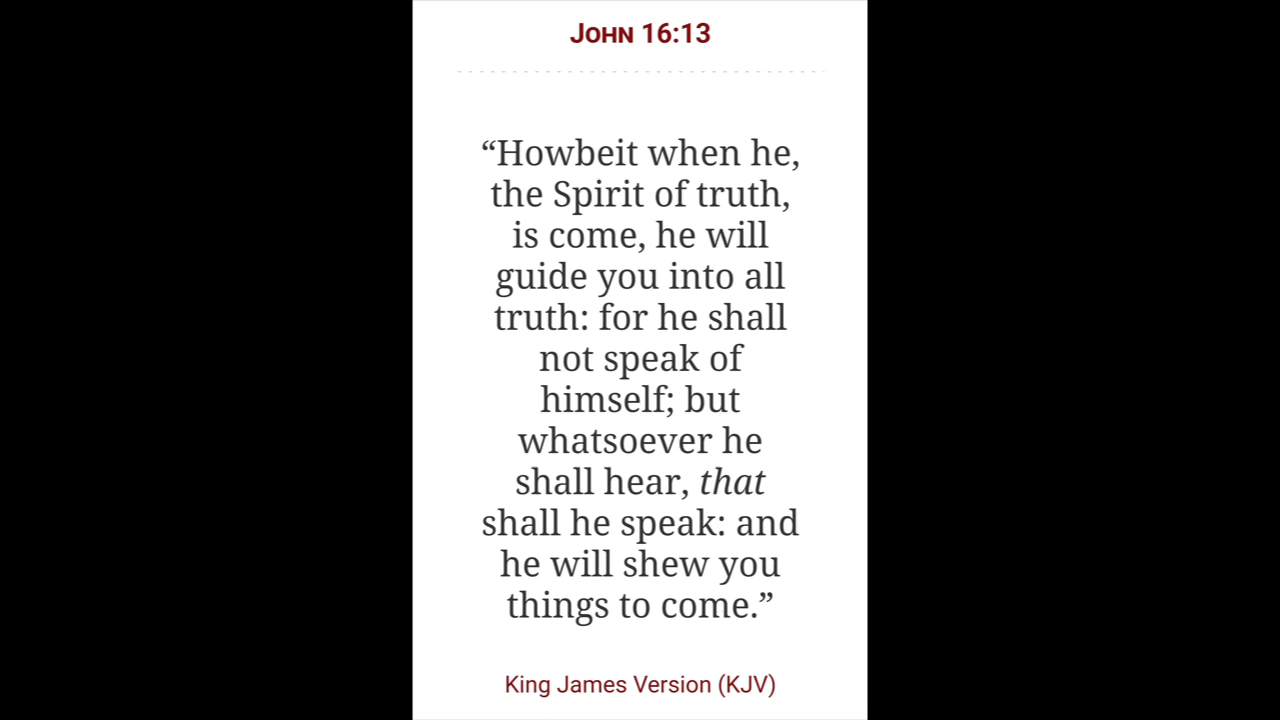 John 16:13
“Howbeit when he,
the Spirit of truth,
is come, he will
guide you into all
truth: for he shall
not speak of
himself; but
whatsoever he
shall hear, that
shall he speak: and
he will shew you
things to come.”
King James Version (KJV)